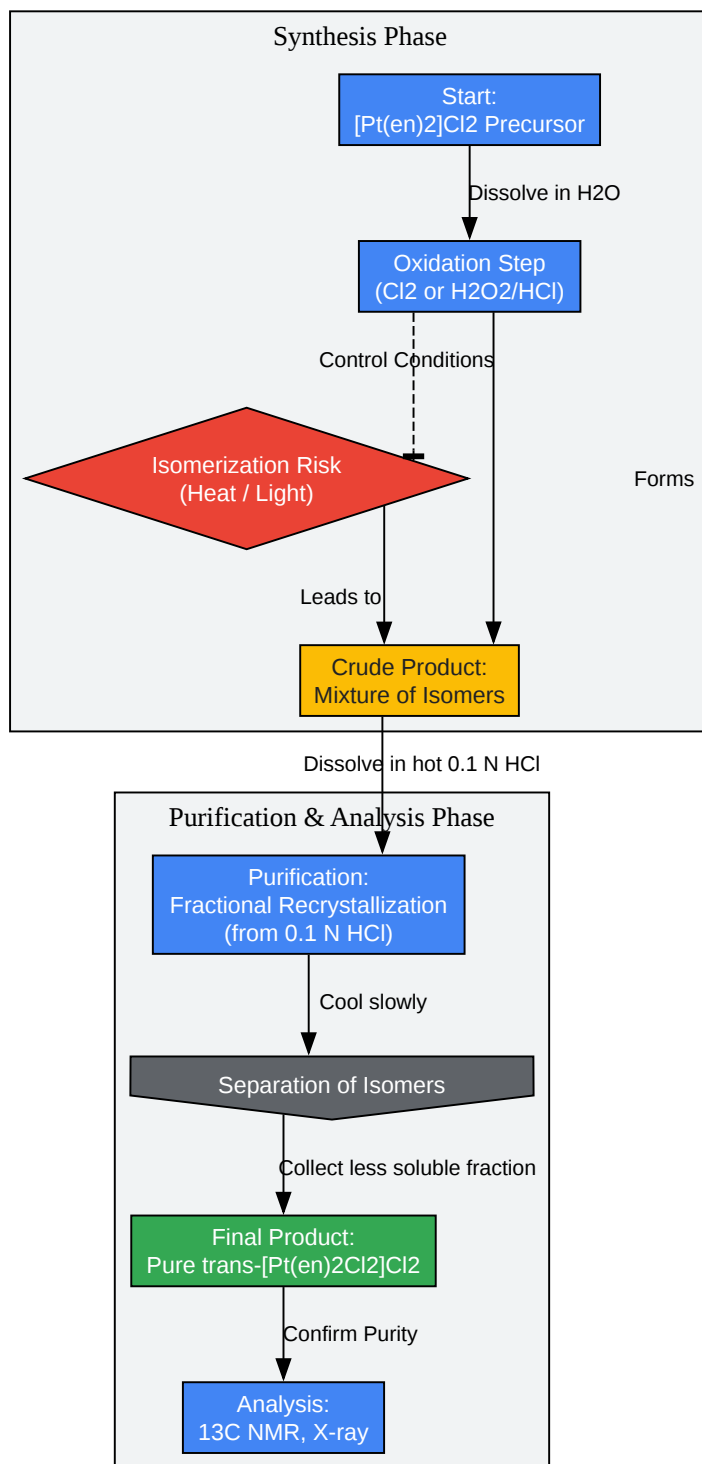 Synthesis Phase
Start:
[Pt(en)2]Cl2 Precursor
Dissolve in H2O
Oxidation Step
(Cl2 or H2O2/HCl)
Control Conditions
Isomerization Risk
(Heat / Light)
Forms
Leads to
Crude Product:
Mixture of Isomers
Dissolve in hot 0.1 N HCl
Purification & Analysis Phase
Purification:
Fractional Recrystallization
(from 0.1 N HCl)
Cool slowly
Separation of Isomers
Collect less soluble fraction
Final Product:
Pure trans-[Pt(en)2Cl2]Cl2
Confirm Purity
Analysis:
13C NMR, X-ray